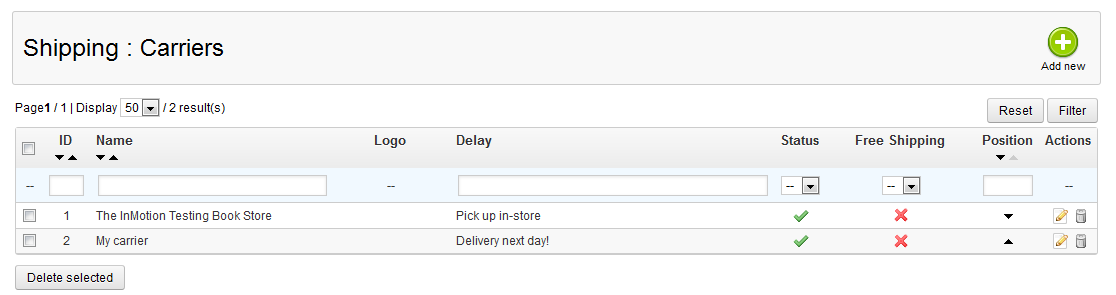 Shipping : Carriers
Add new
Page1 / 1 | Display 50 / 2 result(s)
Reset Filter
ID Name Logo Delay Status Free Shipping Position Actions
-- -- -- -- --
1 The InMotion Testing Book Store Pick up in-store
2 My carrier Delivery next day!
Delete selected